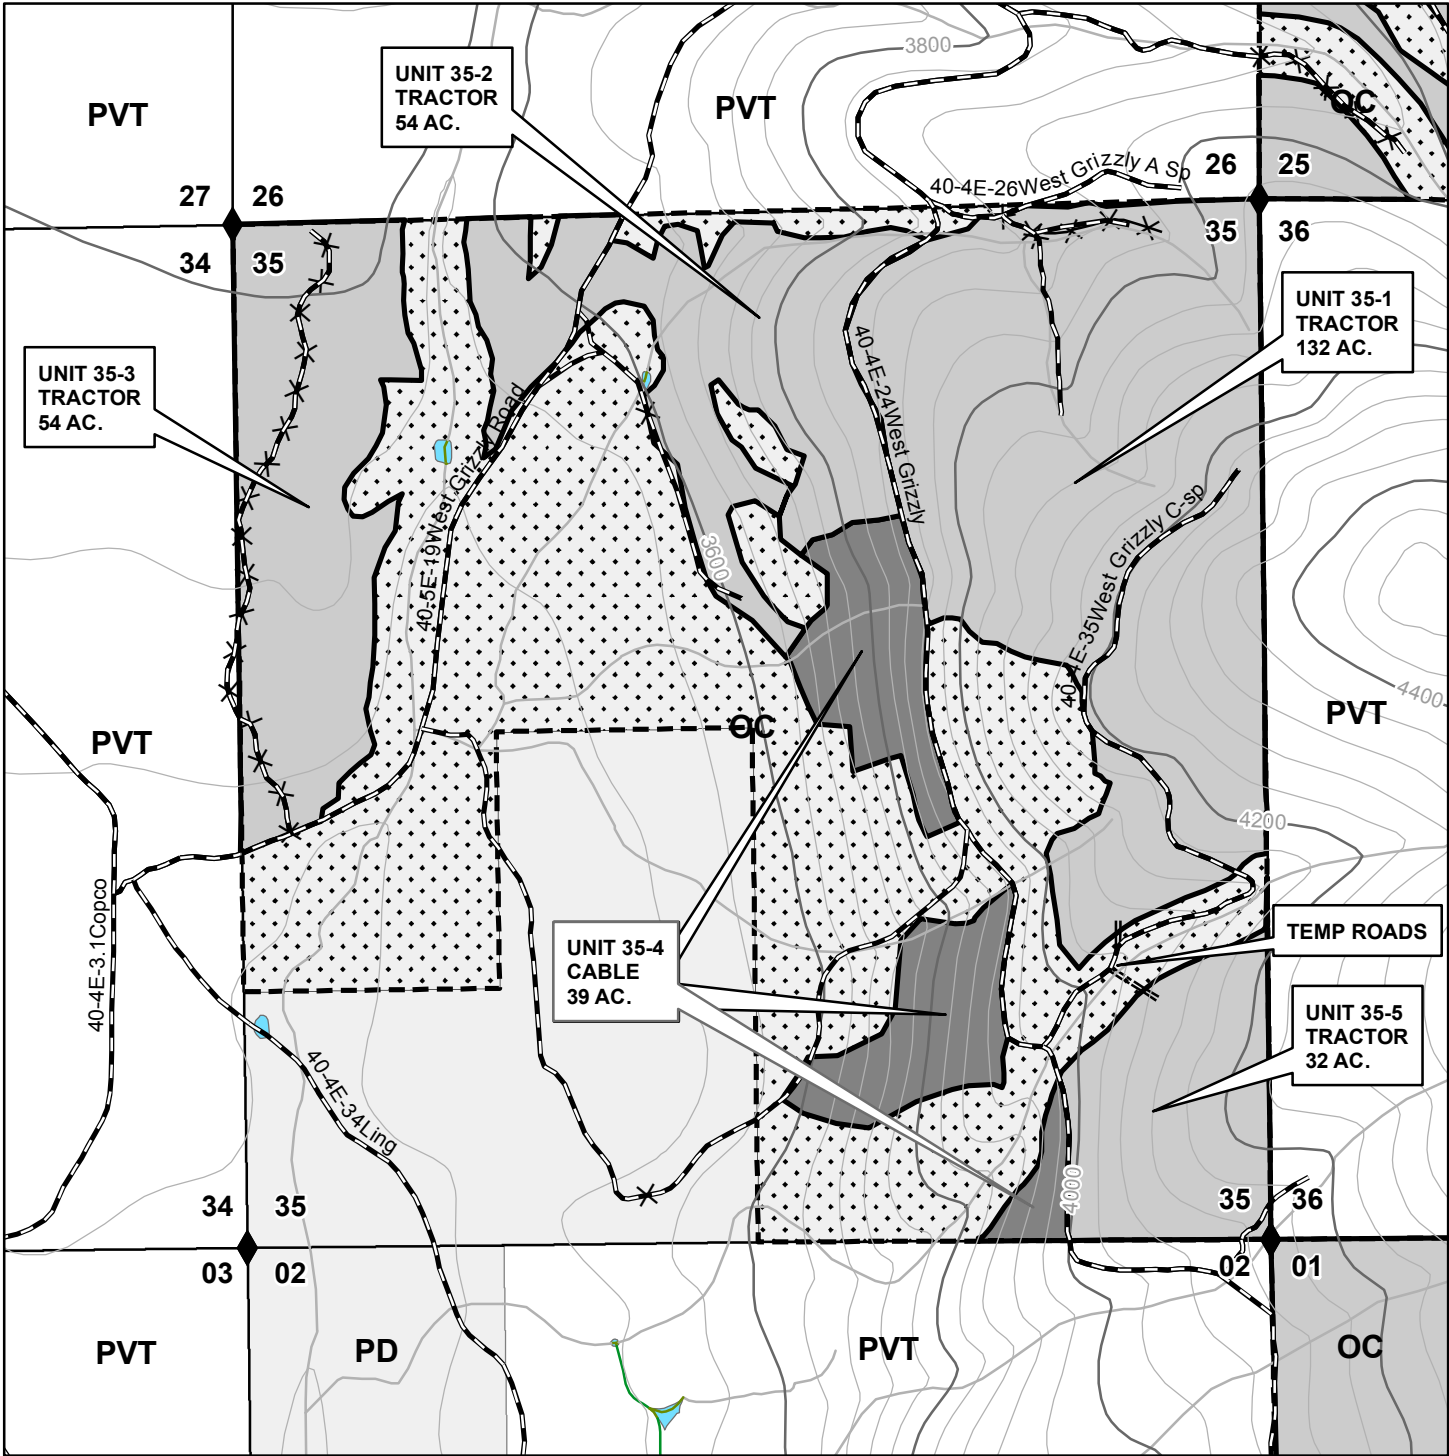 3800
UNIT 35-2
TRACTOR
54 AC.
PVT
PVT
OC
40-4E-26West Grizzly A Sp
27 26
26 25
34 35
35 36
UNIT 35-1
TRACTOR
132 AC.
UNIT 35-3
TRACTOR
54 AC.
40-4E-24West Grizzly
40-5E-19West Grizzly Road
3600
40-4E-35West Grizzly C-sp
4400
PVT
OC
PVT
4200
40-4E-3.1Copco
UNIT 35-4
CABLE
39 AC.
TEMP ROADS
UNIT 35-5
TRACTOR
32 AC.
40-4E-34Ling
4000
34 35
35 36
03 02
02 01
PVT
PD
PVT
OC